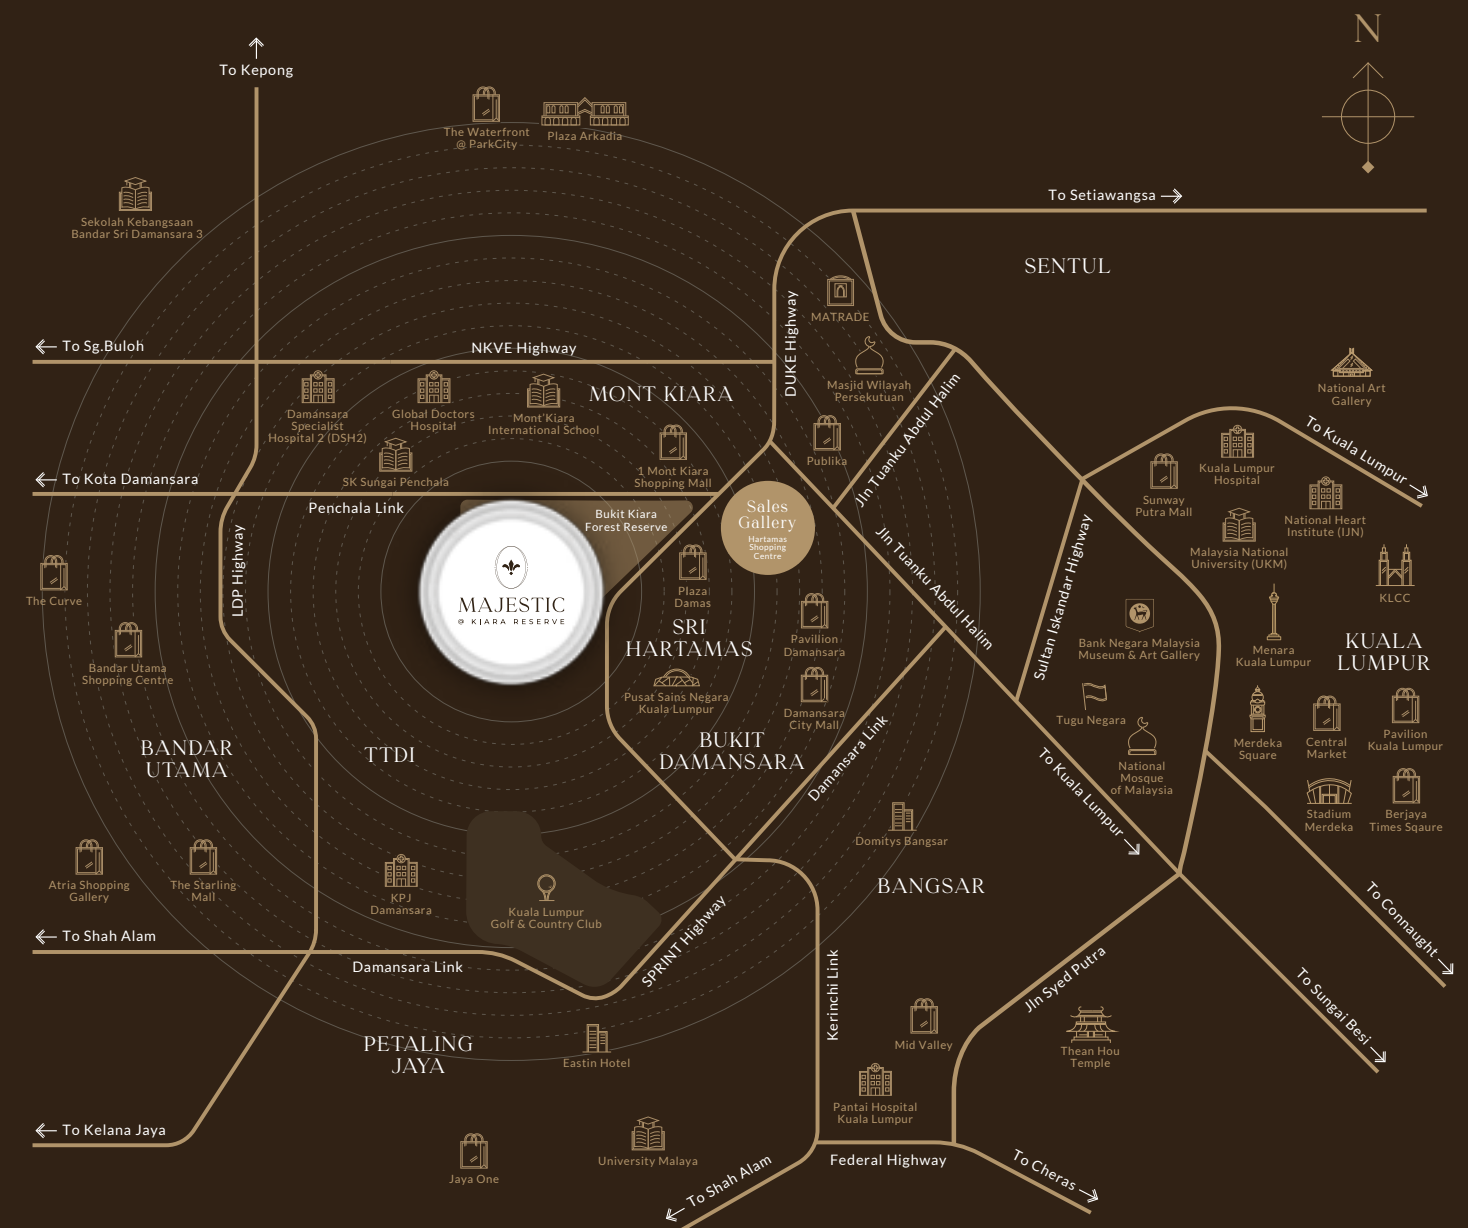 N
To Kepong
The Waterfront
@ ParkCity
Plaza Arkadia
To Setiawangsa
Sekolah Kebangsaan
Bandar Sri Damansara 3
SENTUL
MATRADE
DUKE Highway
To Sg.Buloh
NKVE Highway
MONT KIARA
Masjid Wilayah
Persekutuan
National Art
Gallery
Damansara
Specialist
Hospital 2 (DSH2)
Global Doctors
Hospital
Mont'Kiara
International School
Jln Tuanku Abdul Halim
To Kuala Lumpur
Publika
1 Mont Kiara
Shopping Mall
SK Sungai Penchala
Kuala Lumpur
Hospital
To Kota Damansara
Sunway
Putra Mall
Penchala Link
Bukit Kiara
Forest Reserve
Sales
Gallery
Hartamas
Shopping
Centre
National Heart
Institute (IJN)
Malaysia National
University (UKM)
LDP Highway
Jln Tuanku Abdul Halim
Sultan Iskandar Highway
The Curve
MAJESTIC
@ KIARA RESERVE
Plaza
Damas
KLCC
SRI
HARTAMAS
Pavillion
Damansara
Bank Negara Malaysia
Museum & Art Gallery
Menara
Kuala Lumpur
KUALA
LUMPUR
Bandar Utama
Shopping Centre
Pusat Sains Negara
Kuala Lumpur
Damansara
City Mall
Tugu Negara
Merdeka
Square
Central
Market
Pavilion
Kuala Lumpur
BANDAR
UTAMA
TTDI
BUKIT
DAMANSARA
Damansara Link
To Kuala Lumpur
National
Mosque
of Malaysia
Stadium
Merdeka
Berjaya
Times Sqaure
Domitys Bangsar
Atria Shopping
Gallery
The Starling
Mall
KPJ
Damansara
Kuala Lumpur
Golf & Country Club
BANGSAR
To Connaught
To Shah Alam
Damansara Link
SPRINT Highway
Kerinchi Link
Jln Syed Putra
To Sungai Besi
PETALING
JAYA
Eastin Hotel
Mid Valley
Thean Hou
Temple
Pantai Hospital
Kuala Lumpur
To Kelana Jaya
Jaya One
University Malaya
Federal Highway
To Shah Alam
To Cheras